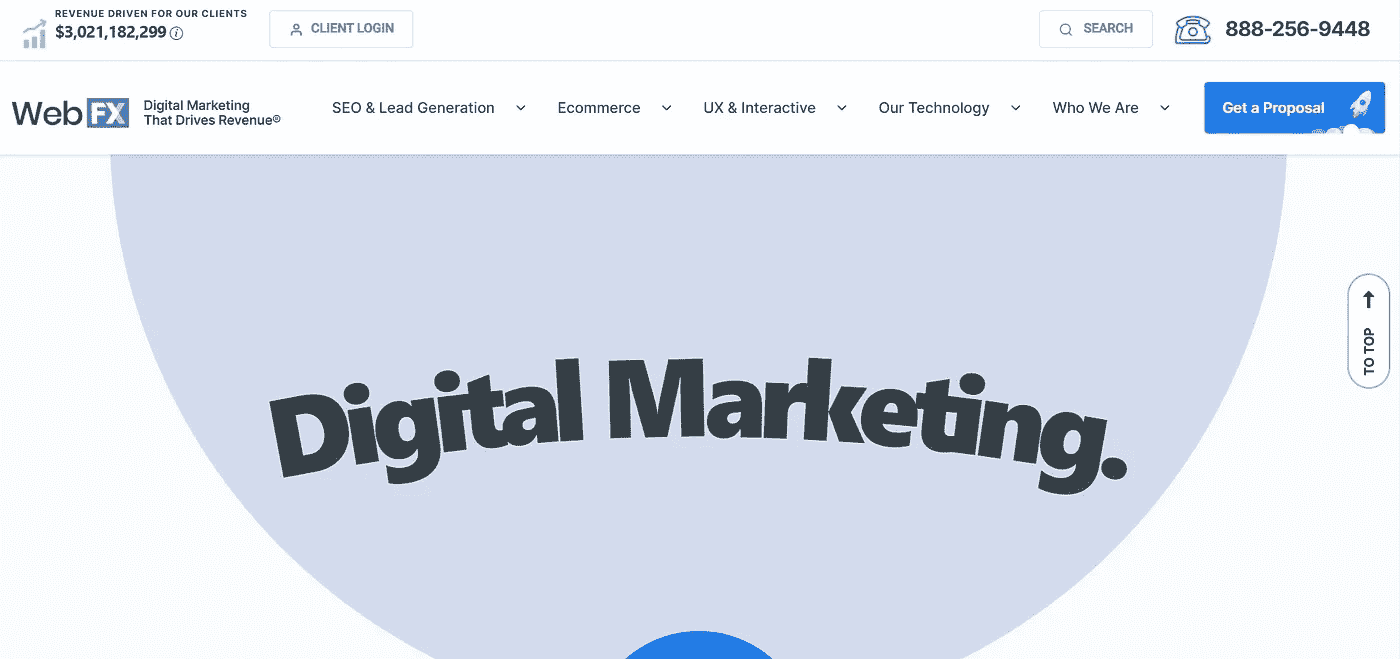 REVENUE DRIVEN FOR OUR CLIENTS
$3,021,182,299
CLIENT LOGIN
SEARCH
888-256-9448
WebFX
Digital Marketing
That Drives Revenue®
SEO & Lead Generation
Ecommerce
UX & Interactive
Our Technology
Who We Are
Get a Proposal
Digital Marketing.
TO TOP